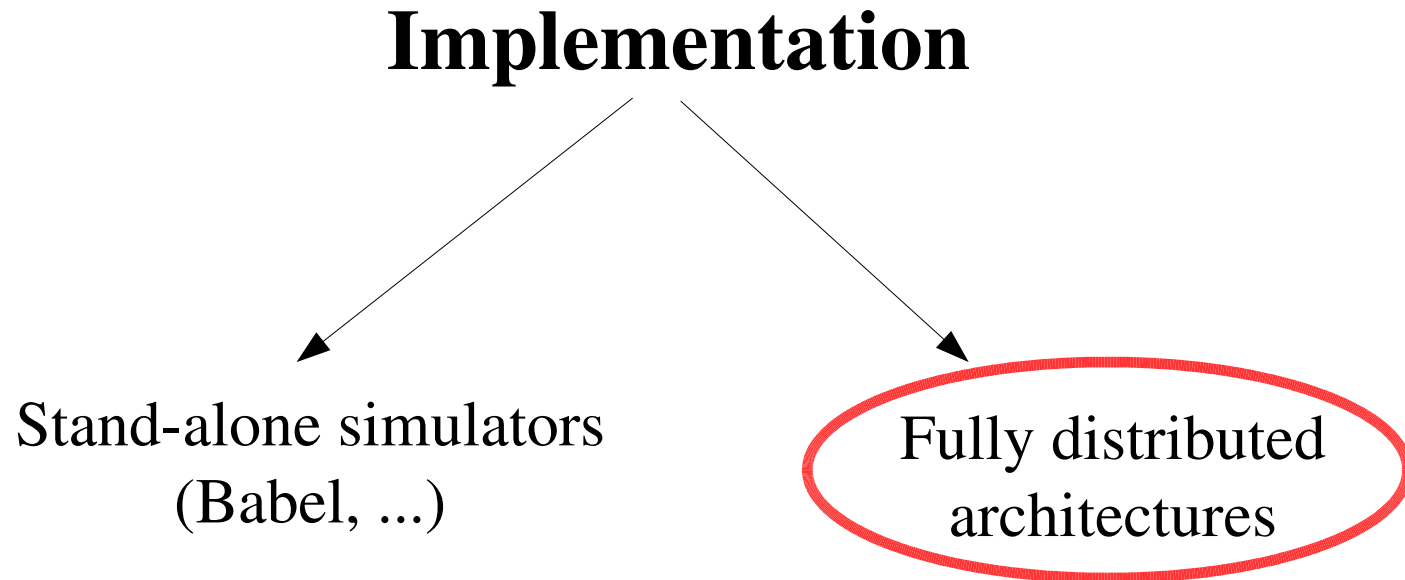 Implementation
Stand-alone simulators
(Babel, ...)
Fully distributed
architectures